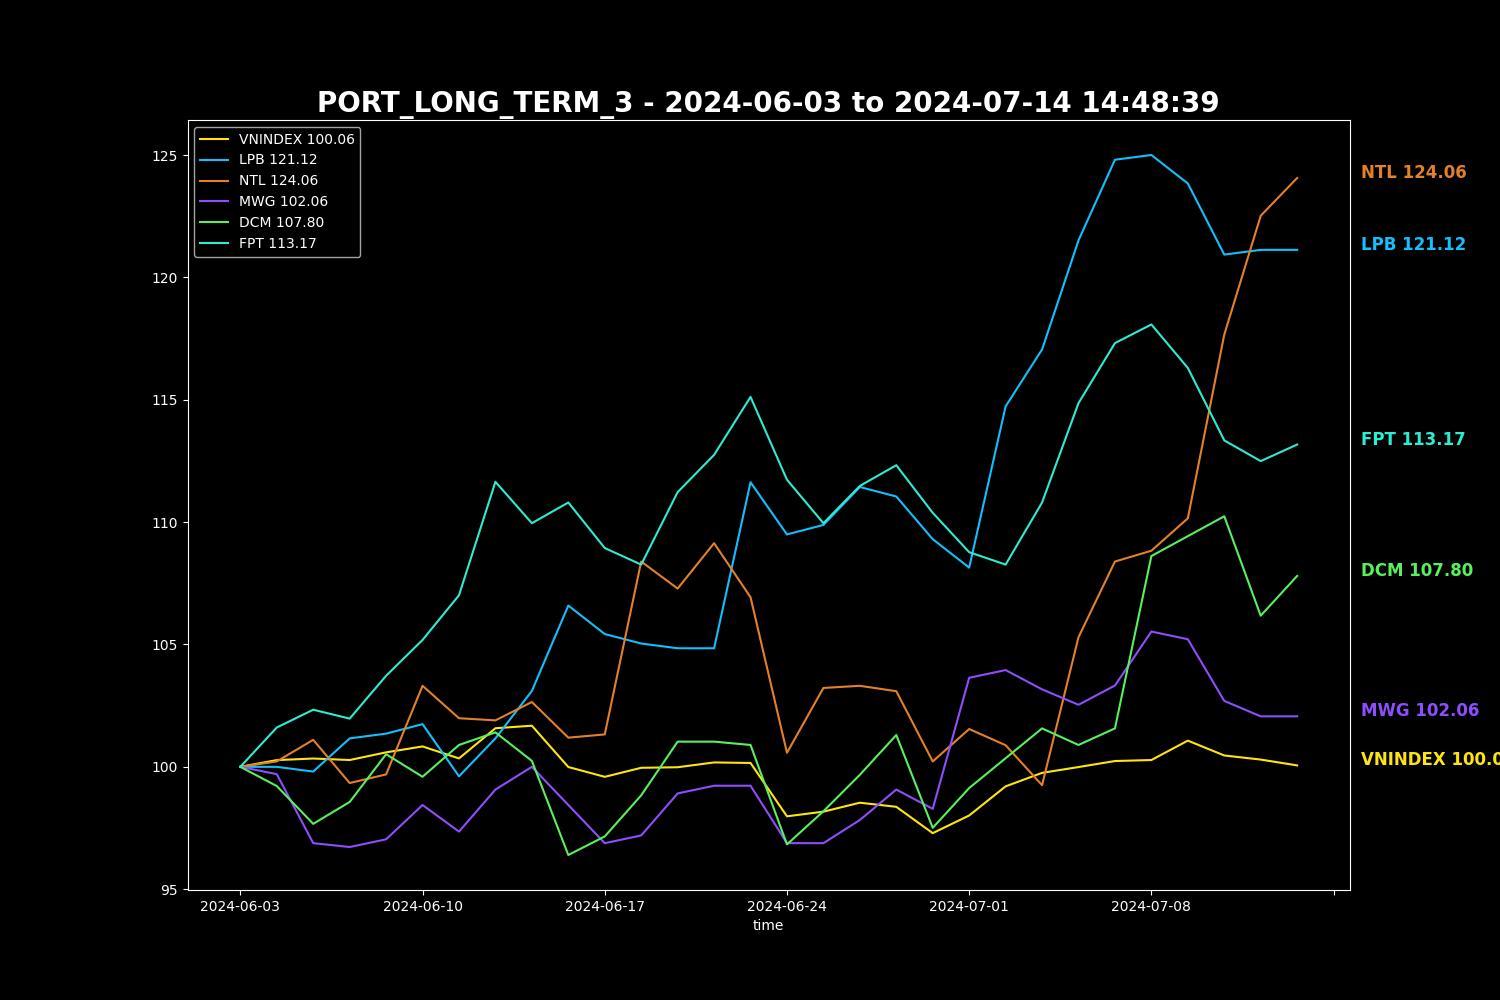 PORT_LONG_TERM_3 - 2024-06-03 to 2024-07-14 14:48:39
VNINDEX 100.06
LPB 121.12
NTL 124.06
MWG 102.06
DCM 107.80
FPT 113.17
125
120
115
110
105
100
95
NTL 124.06
LPB 121.12
FPT 113.17
DCM 107.80
MWG 102.06
VNINDEX 100.0
2024-06-03
2024-06-10
2024-06-17
2024-06-24
2024-07-01
2024-07-08
time